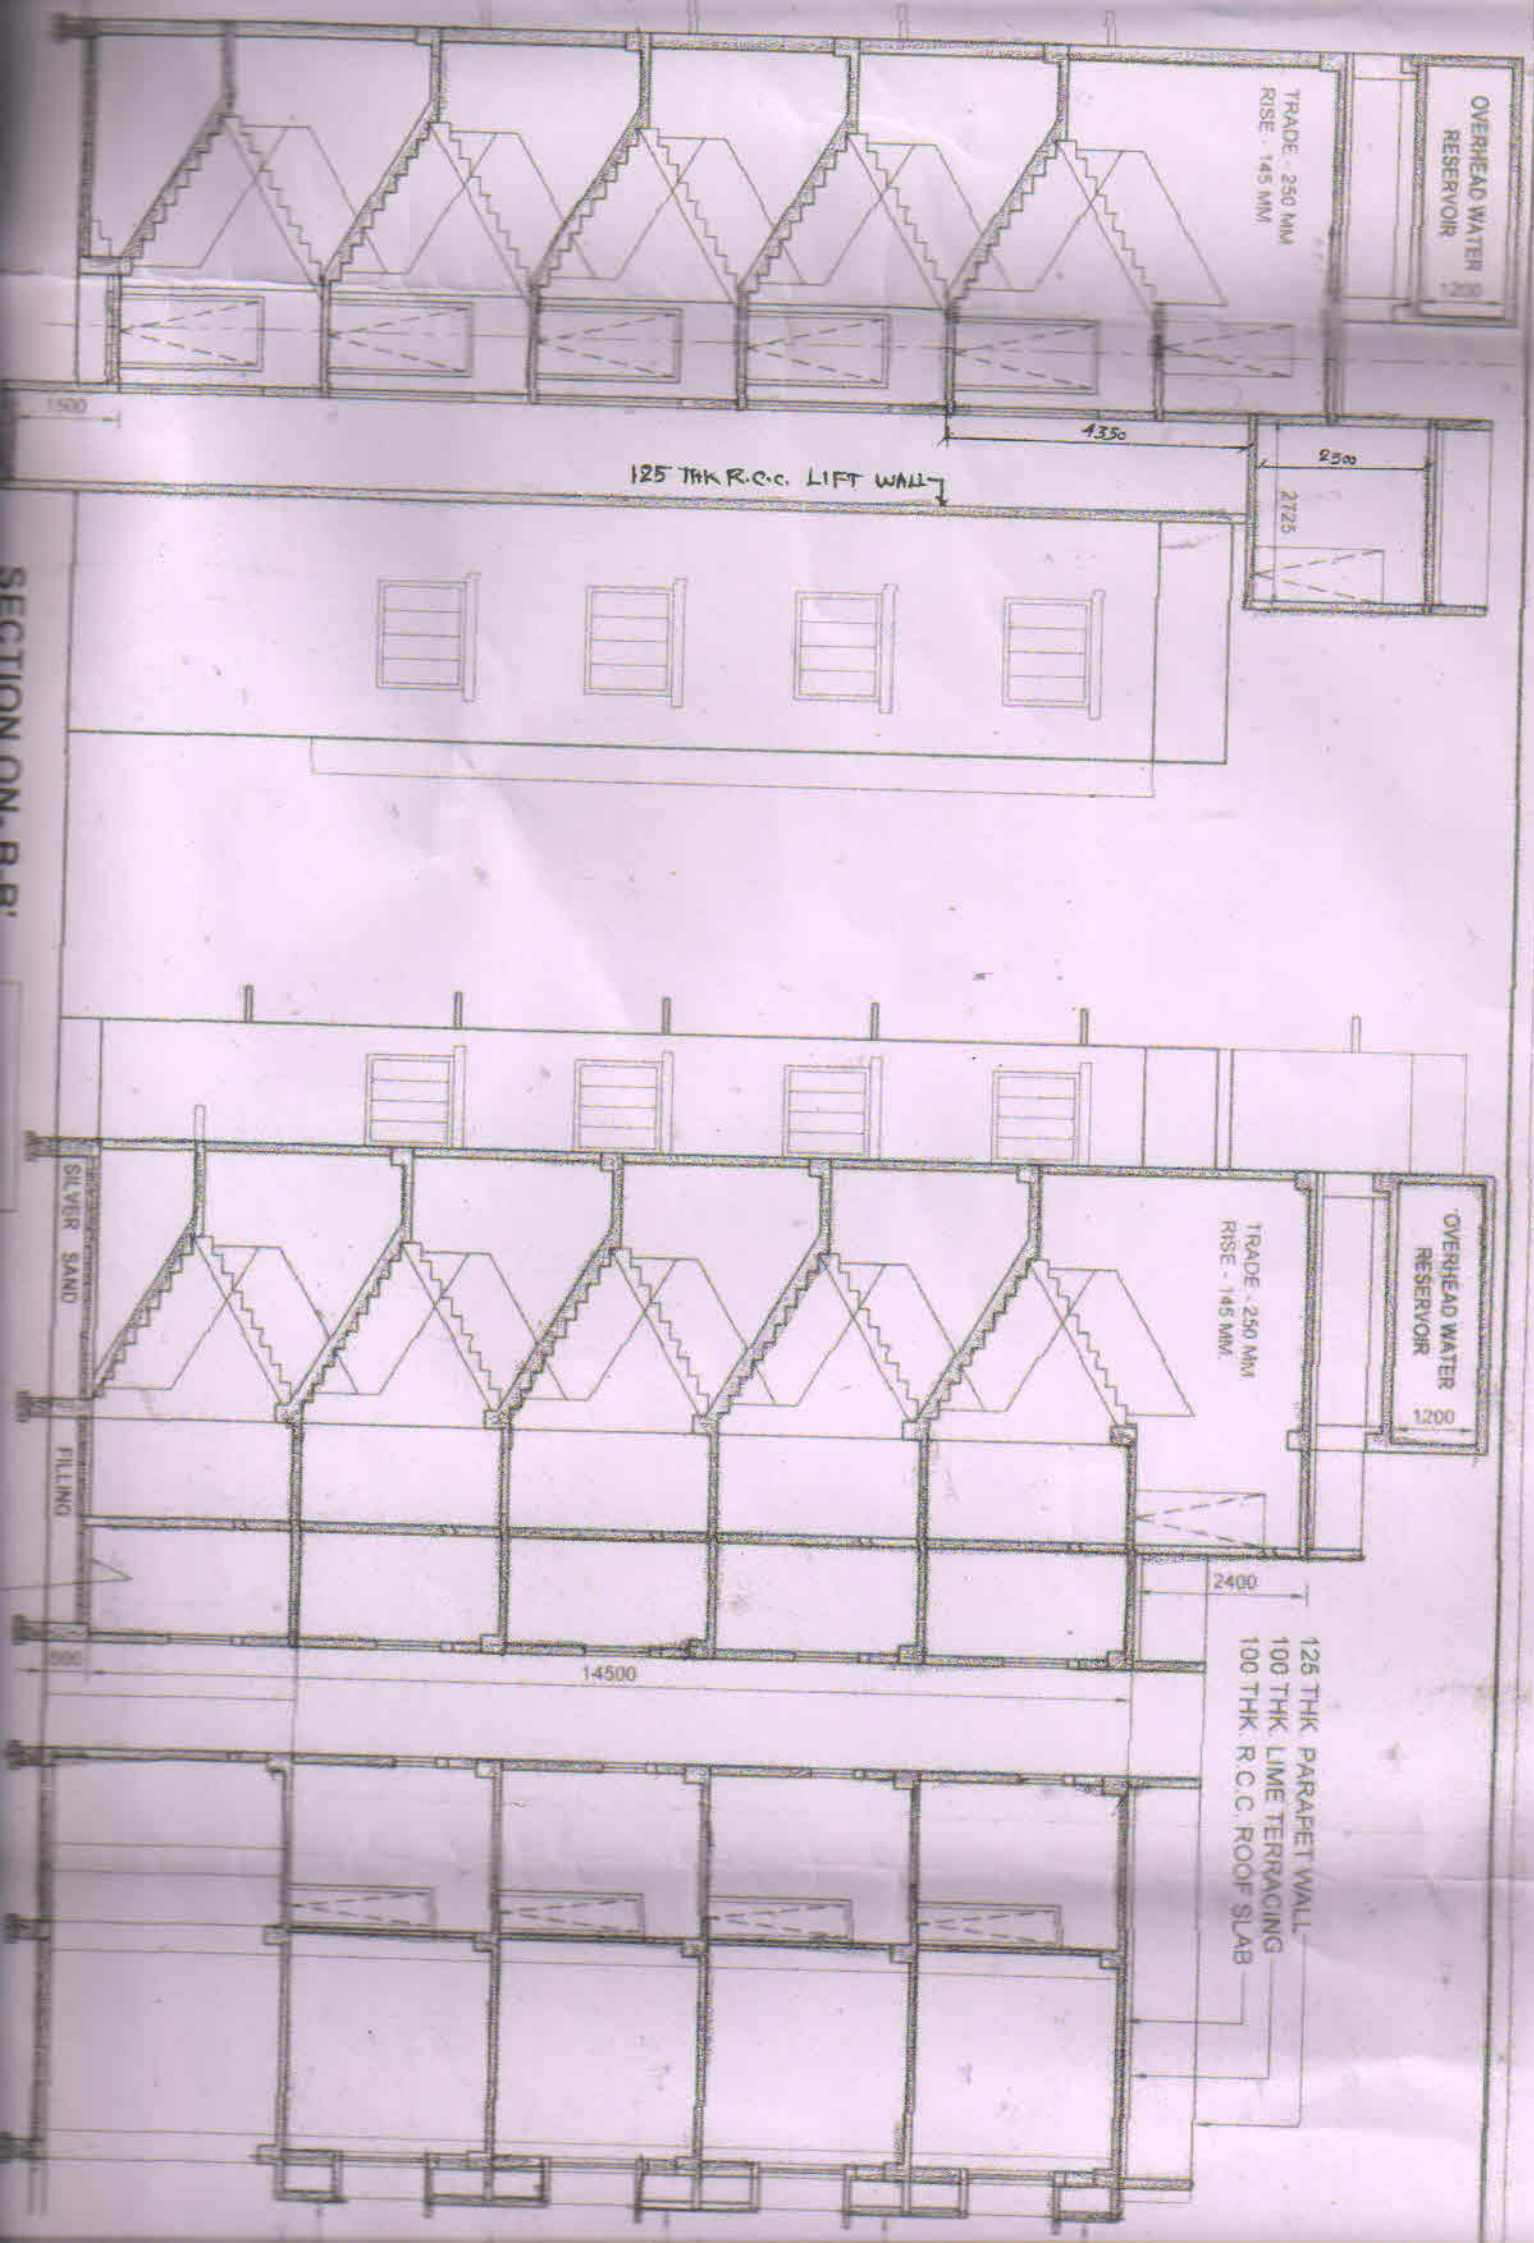 OVERHEAD WATER
RESERVOIR
1200
TRADE - 250 MM
RISE - 145 MM.
1500
4350
2500
2725
125 THK R.C.C. LIFT WALL
SECTION ON- B-B'
OVERHEAD WATER
RESERVOIR
1200
TRADE - 250 MM
RISE - 145 MM.
SILVER SAND FILLING
2400
14500
125 THK. PARAPET WALL
100 THK. LIME TERRACING
100 THK. R.C.C. ROOF SLAB